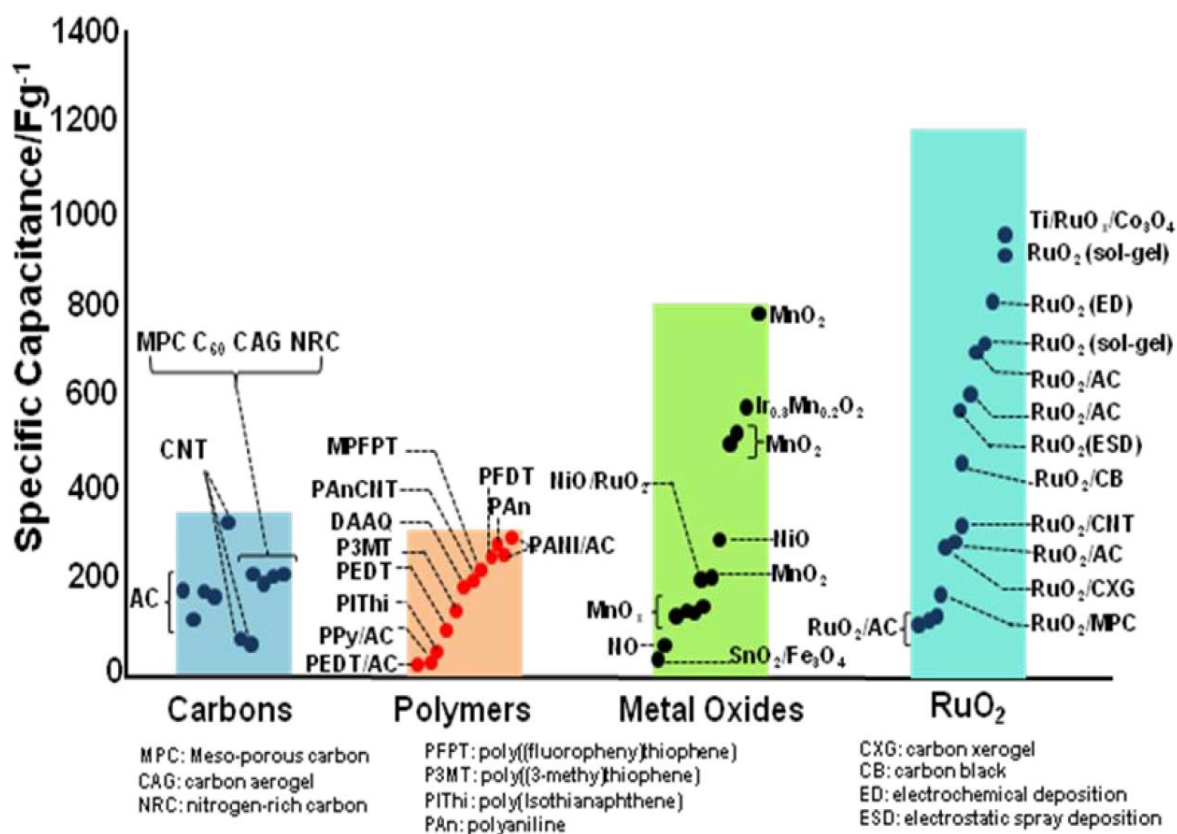 Specific Capacitance/Fg⁻¹
1400
1200
1000
800
600
400
200
0
MPC C₆₀ CAG NRC
CNT
AC
MPFPT
PAnCNT
DAAQ
P3MT
PEDT
PIThi
PPy/AC
PEDT/AC
PFDT
PAn
PANI/AC
NiO/RuO₂
MnOₓ
NO
MnO₂
Ir₀.₃Mn₀.₂O₂
MnO₂
NiO
MnO₂
SnO₂/Fe₃O₄
RuO₂/AC
Ti/RuOₓ/Co₃O₄
RuO₂ (sol-gel)
RuO₂ (ED)
RuO₂ (sol-gel)
RuO₂/AC
RuO₂/AC
RuO₂(ESD)
RuO₂/CB
RuO₂/CNT
RuO₂/AC
RuO₂/CXG
RuO₂/MPC
Carbons
Polymers
Metal Oxides
RuO₂
MPC: Meso-porous carbon
CAG: carbon aerogel
NRC: nitrogen-rich carbon
PFPT: poly((fluoropheny)thiophene)
P3MT: poly((3-methy)thiophene)
PIThi: poly(Isothianaphthene)
PAn: polyaniline
CXG: carbon xerogel
CB: carbon black
ED: electrochemical deposition
ESD: electrostatic spray deposition